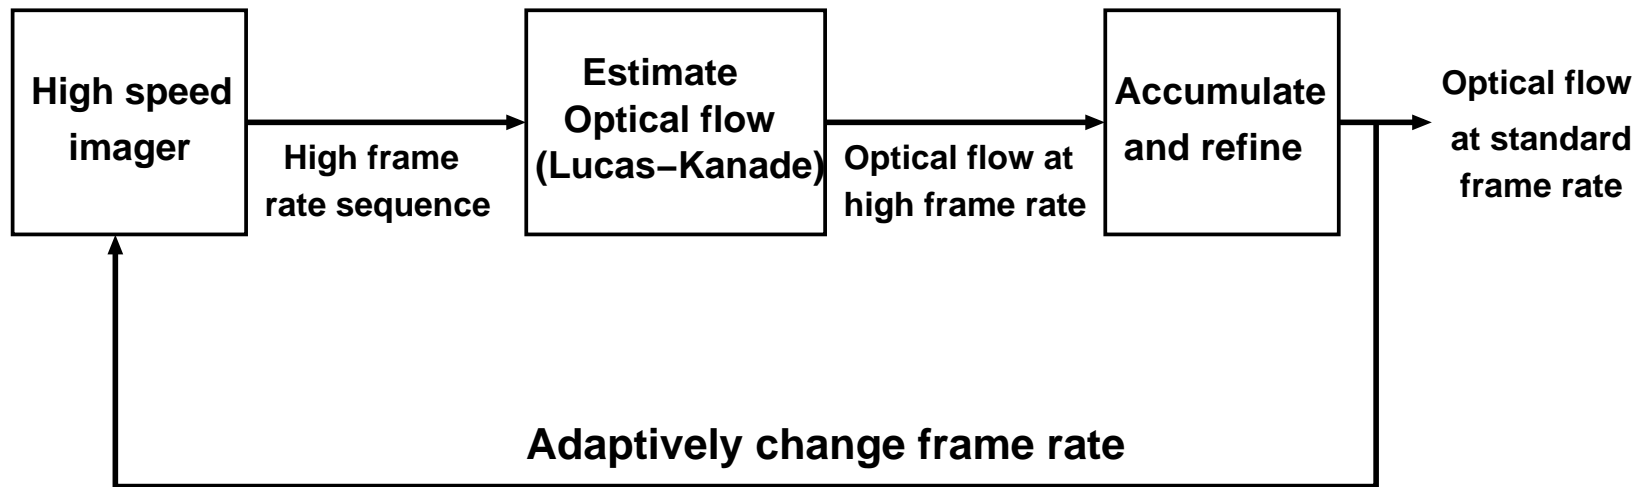 High speed
imager
High frame
rate sequence
Estimate
Optical flow
(Lucas−Kanade)
Optical flow at
high frame rate
Accumulate
and refine
Optical flow
at standard
frame rate
Adaptively change frame rate